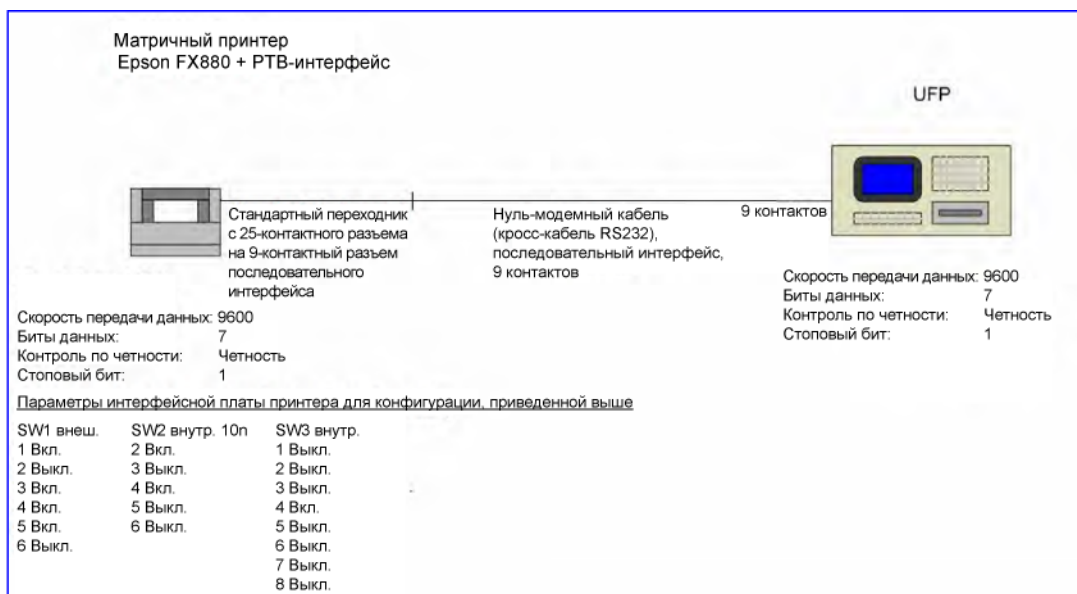 Матричный принтер
Epson FX880 + РТВ-интерфейс
UFP
Стандартный переходник
с 25-контактного разъема
на 9-контактный разъем
последовательного
интерфейса
Нуль-модемный кабель
(кросс-кабель RS232),
последовательный интерфейс,
9 контактов
9 контактов
Скорость передачи данных: 9600
Биты данных: 7
Контроль по четности: Четность
Стоповый бит: 1
Скорость передачи данных: 9600
Биты данных: 7
Контроль по четности: Четность
Стоповый бит: 1
Параметры интерфейсной платы принтера для конфигурации, приведенной выше
SW1 внеш. SW2 внутр. 10n SW3 внутр.
1 Вкл. 2 Вкл. 1 Выкл.
2 Выкл. 3 Выкл. 2 Выкл.
3 Вкл. 4 Вкл. 3 Выкл.
4 Вкл. 5 Выкл. 4 Вкл.
5 Вкл. 6 Выкл. 5 Выкл.
6 Выкл. 6 Выкл.
7 Выкл.
8 Выкл.